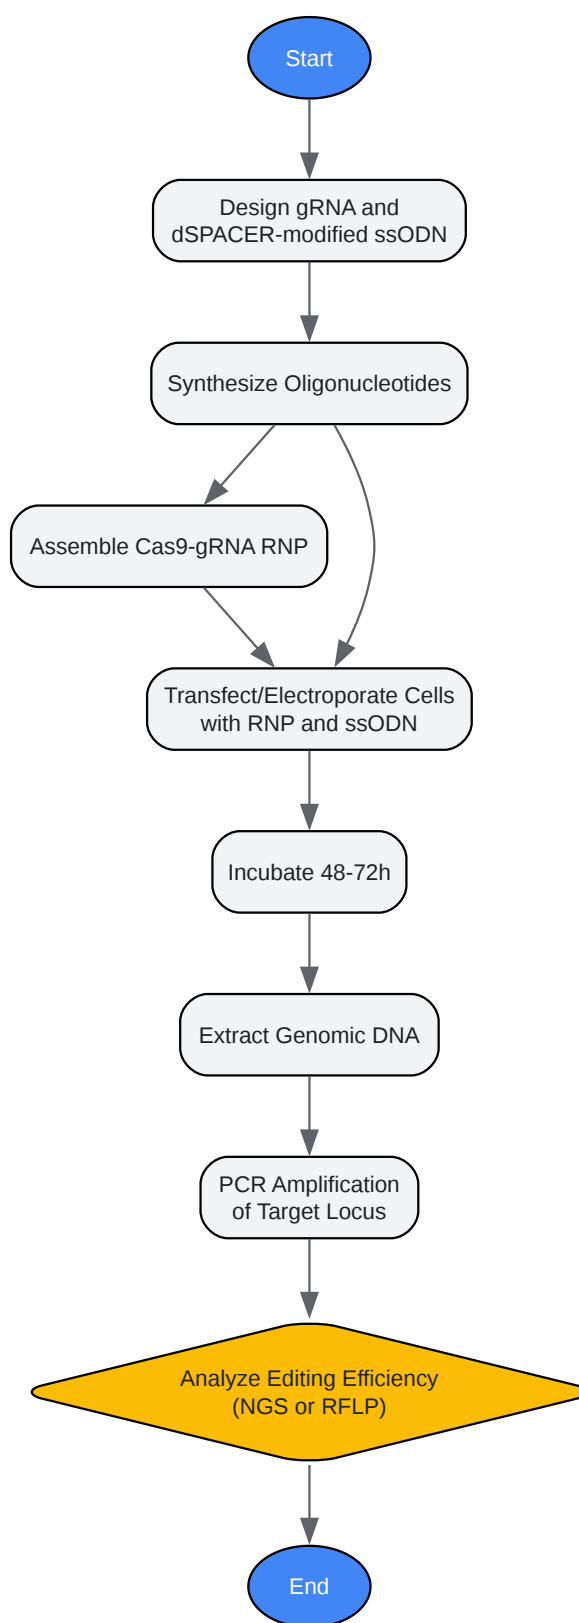 Start
Design gRNA and
dSPACER-modified ssODN
Synthesize Oligonucleotides
Assemble Cas9-gRNA RNP
Transfect/Electroporate Cells
with RNP and ssODN
Incubate 48-72h
Extract Genomic DNA
PCR Amplification
of Target Locus
Analyze Editing Efficiency
(NGS or RFLP)
End